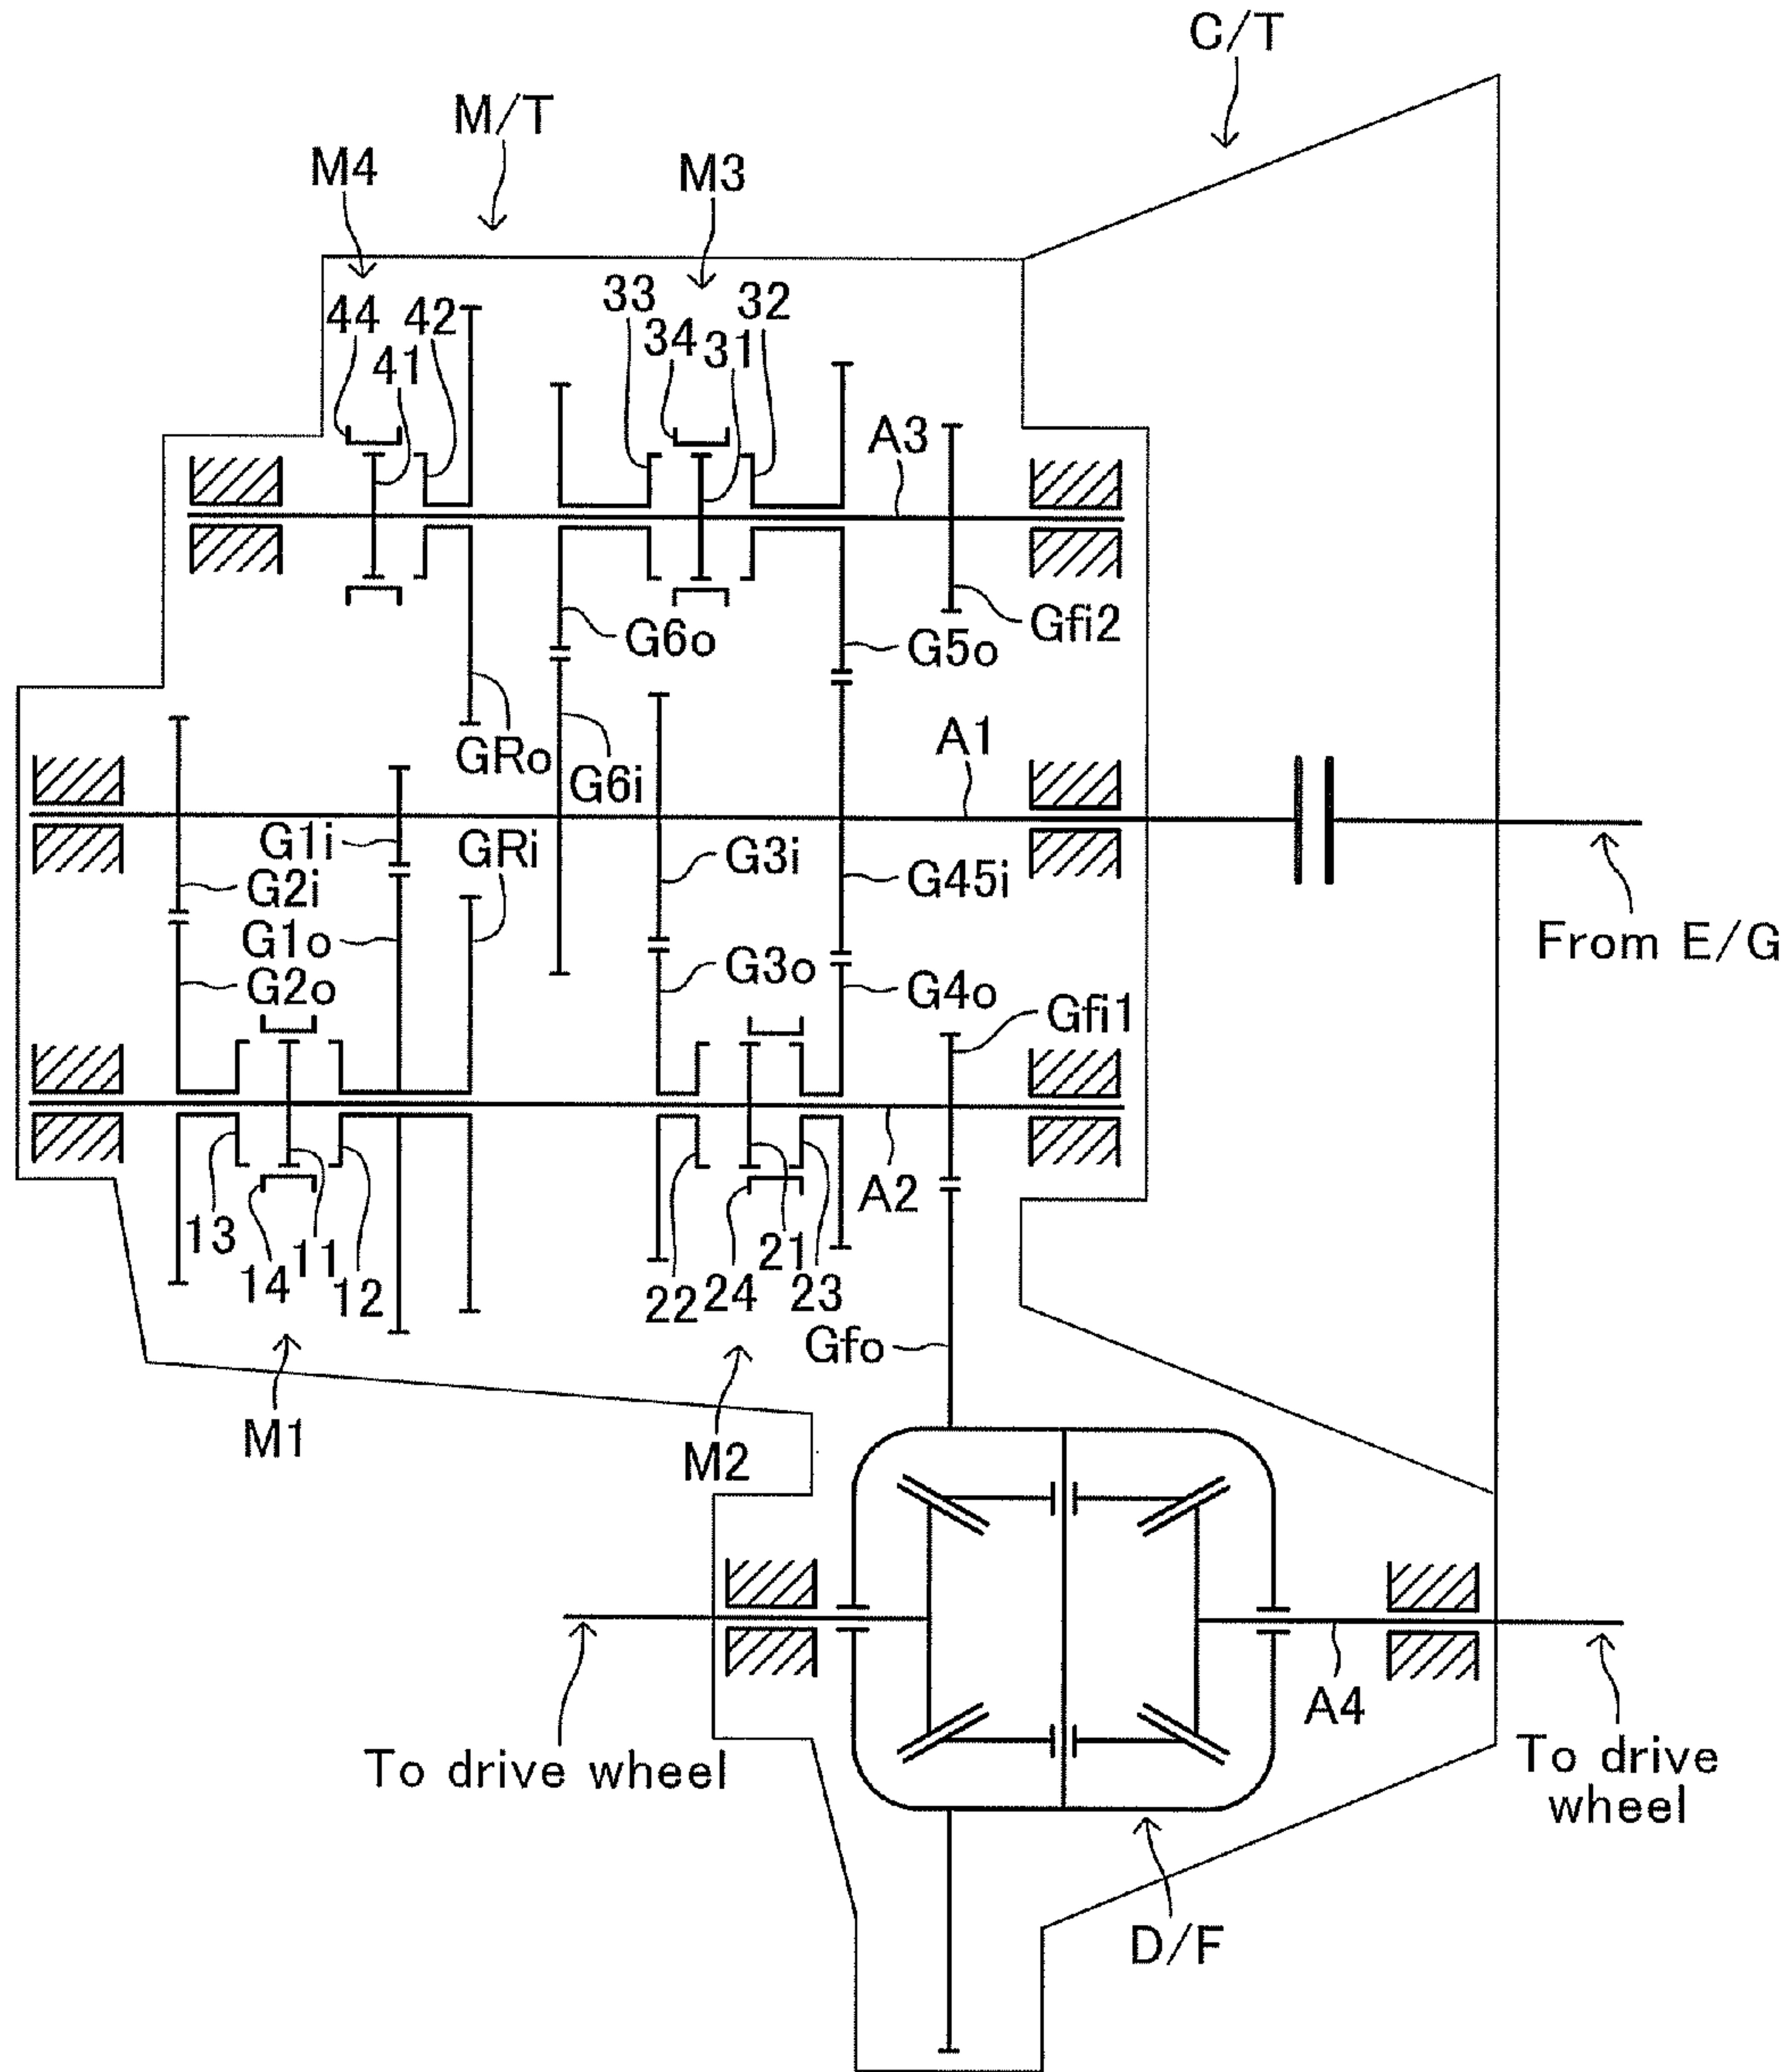 C/T
M/T
M4
M3
33
32
44
42
34
31
41
A3
G6o
G5o
Gfi2
GRo
G6i
A1
G1i
GRi
G3i
G45i
G2i
G1o
From E/G
G2o
G3o
G4o
Gfi1
13
14
11
12
22
24
21
23
A2
Gfo
M1
M2
A4
To drive wheel
To drive
wheel
D/F